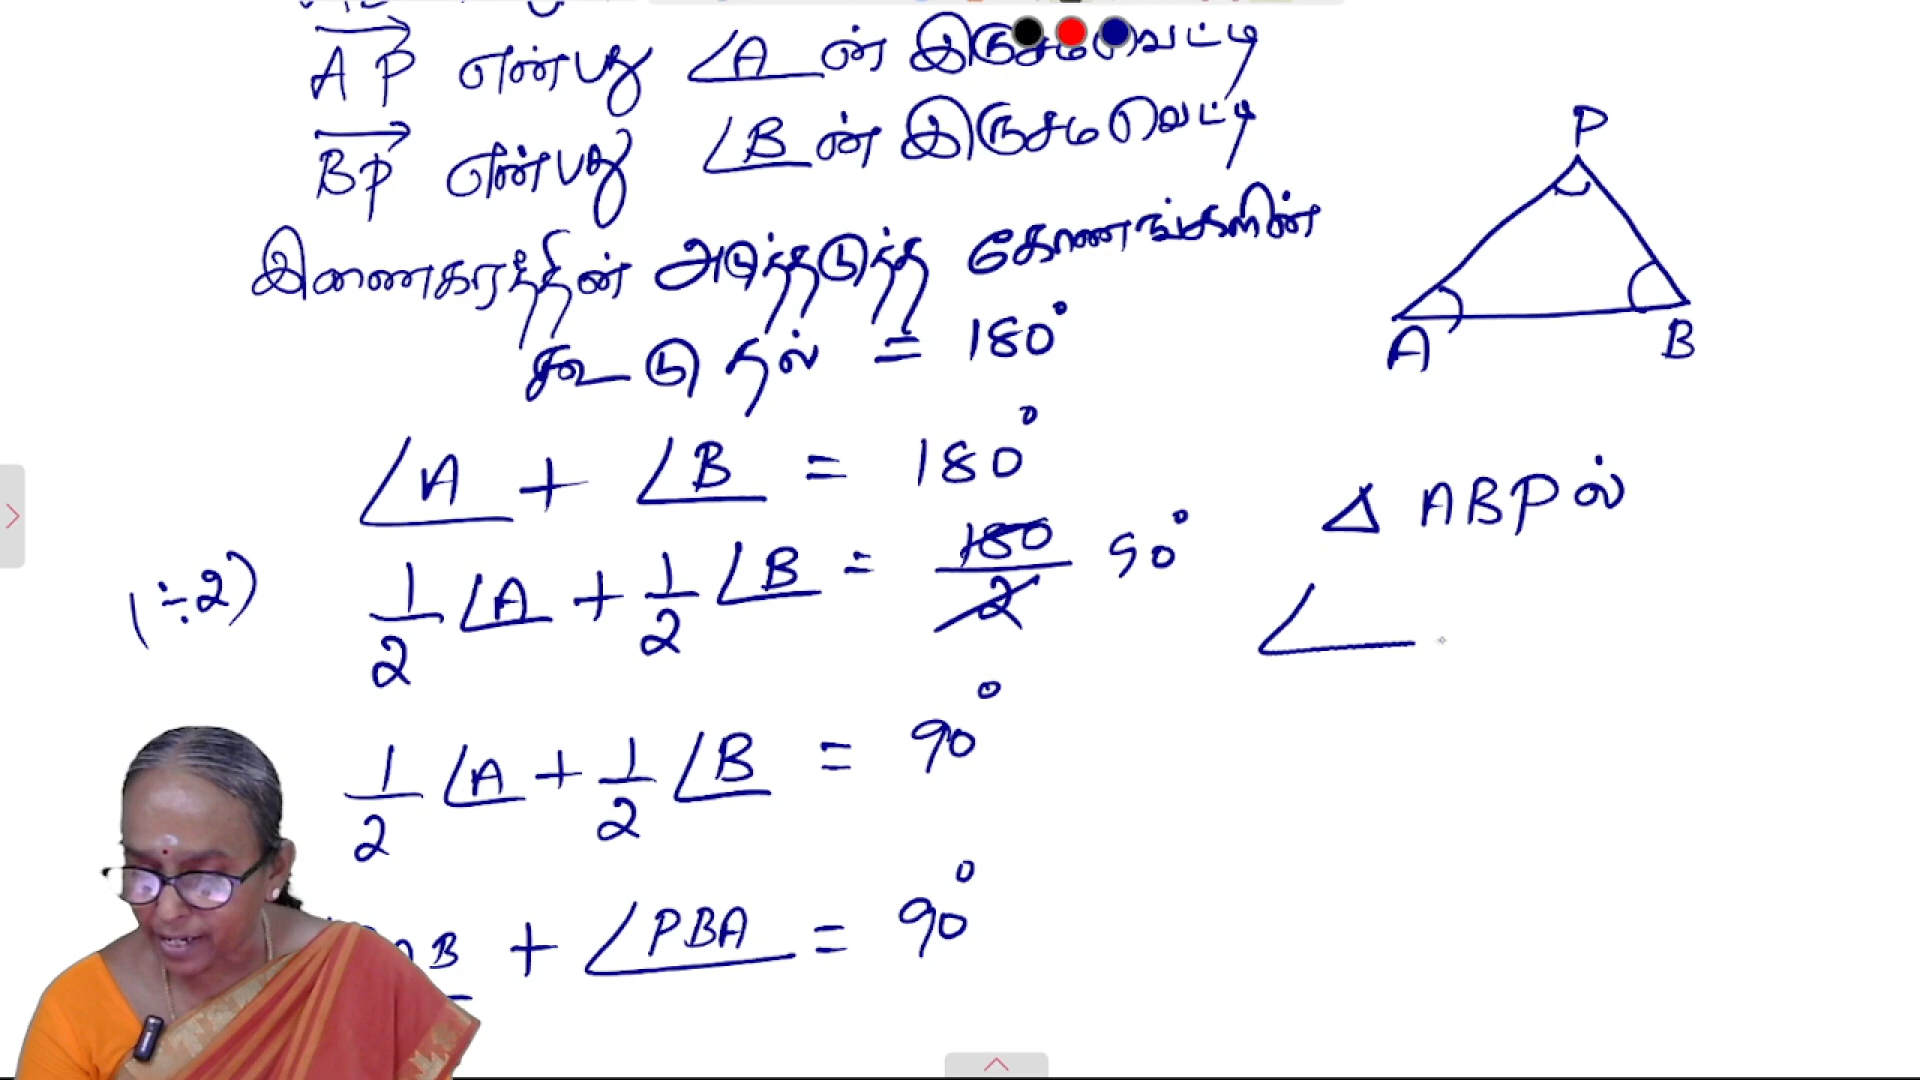 AP என்பது ∠A ன் இருசமவெட்டி
BP என்பது ∠B ன் இருசமவெட்டி
இணைகரத்தின் அடுத்தடுத்த கோணங்களின்
கூடுதல் = 180°
∠A + ∠B = 180°
(÷2) 1/2 ∠A + 1/2 ∠B = 180/2 90°
1/2 ∠A + 1/2 ∠B = 90°
B + ∠PBA = 90°
P
A B
Δ ABP ல்
∠